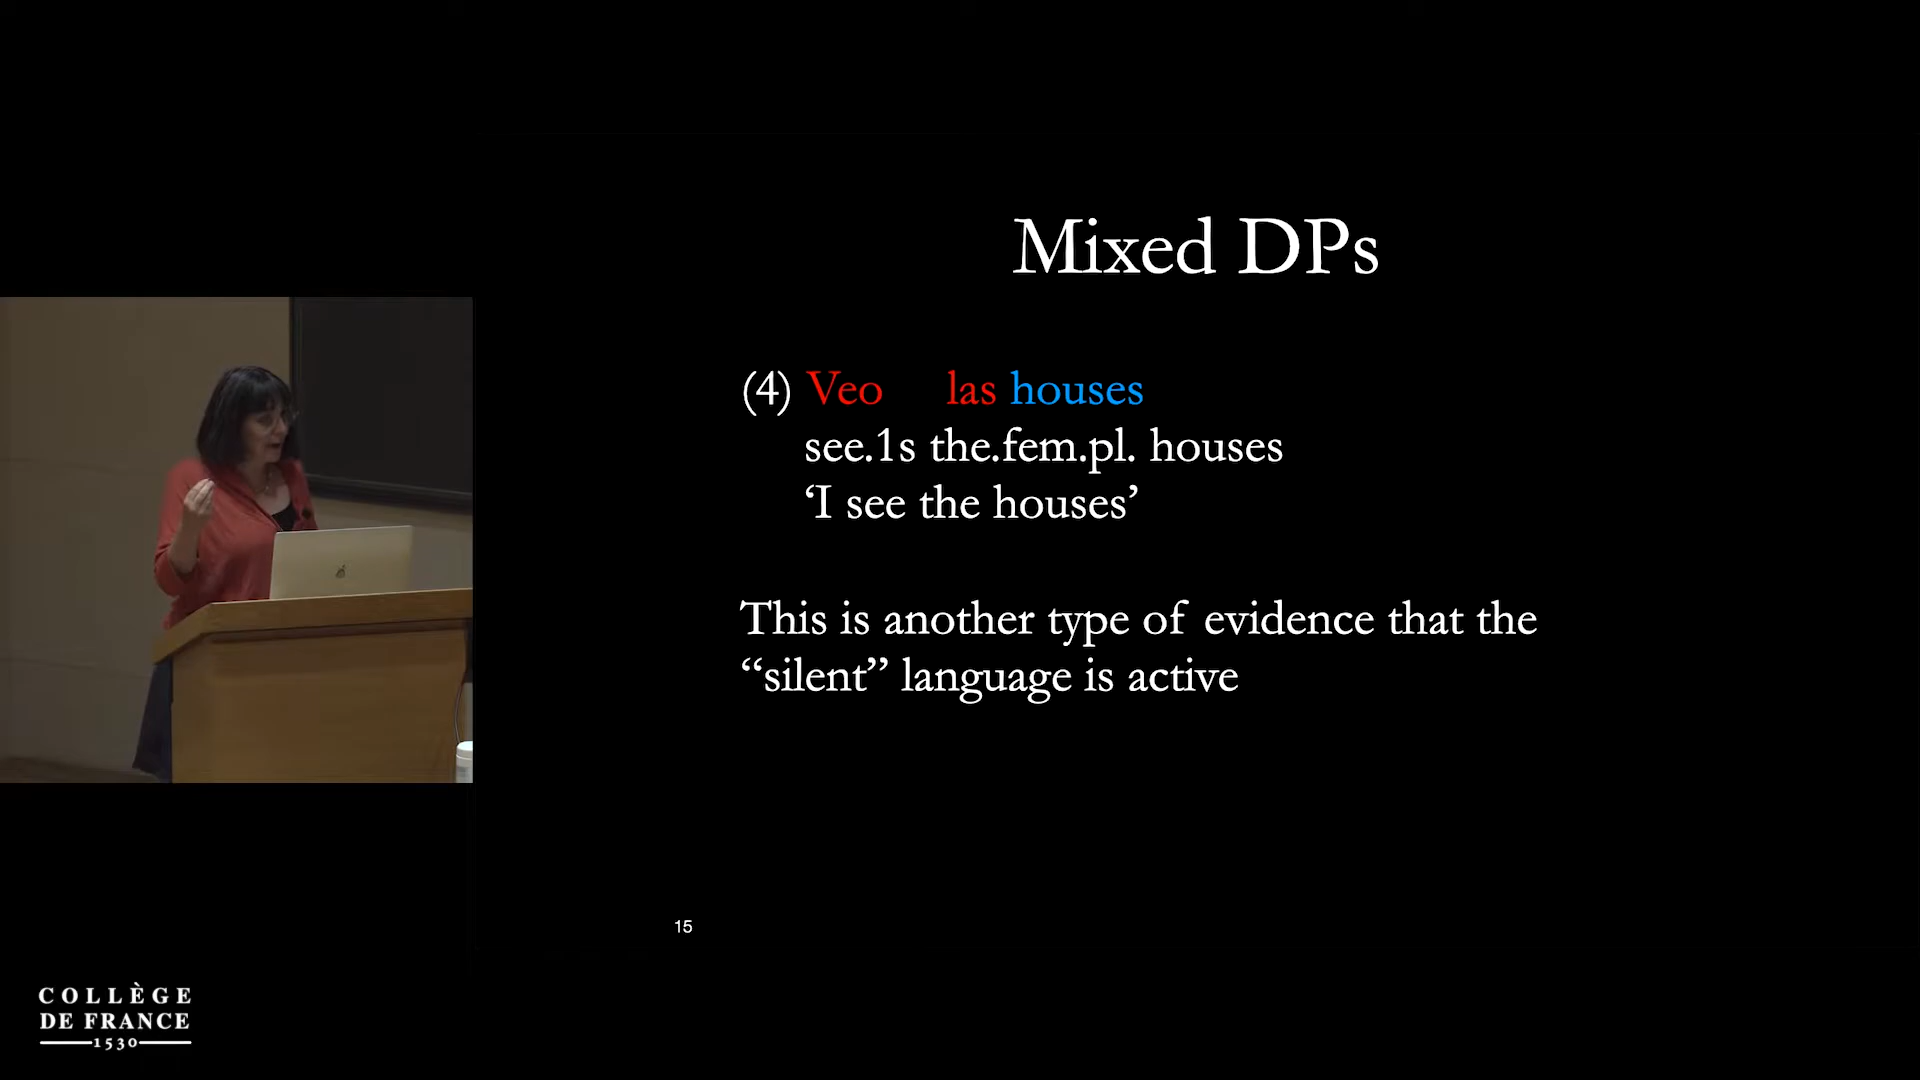 Mixed DPs
(4) Veo las houses
see.1s the.fem.pl. houses
‘I see the houses’
This is another type of evidence that the
“silent” language is active
15
COLLÈGE
DE FRANCE
1530